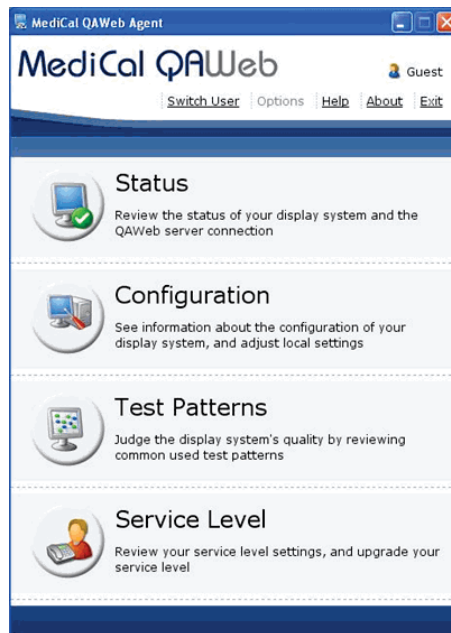 MediCal QAWeb Agent
MediCal QAWeb
Guest
Switch User Options Help About Exit
Status
Review the status of your display system and the
QAWeb server connection
Configuration
See information about the configuration of your
display system, and adjust local settings
Test Patterns
Judge the display system's quality by reviewing
common used test patterns
Service Level
Review your service level settings, and upgrade your
service level